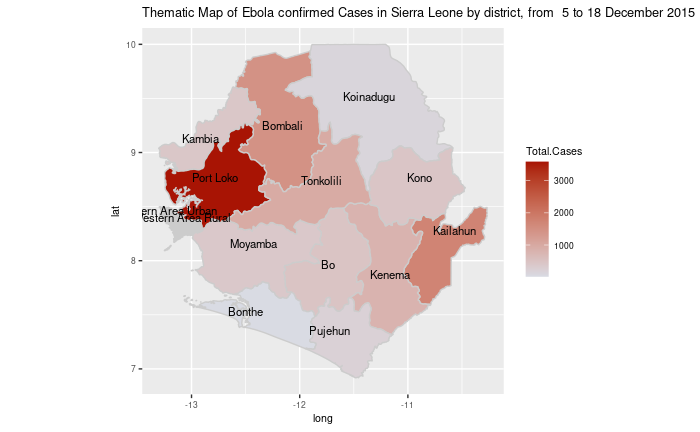 Thematic Map of Ebola confirmed Cases in Sierra Leone by district, from  5 to 18 December 2015
10
Koinadugu
Bombali
Kambia
Total.Cases
9
3000
Port Loko
Tonkolili
Kono
2000
ern Area Urban
estern Area Rural
lat
Kailahun
Moyamba
1000
8
Bo
Kenema
Bonthe
Pujehun
7
-13
-12
-11
long